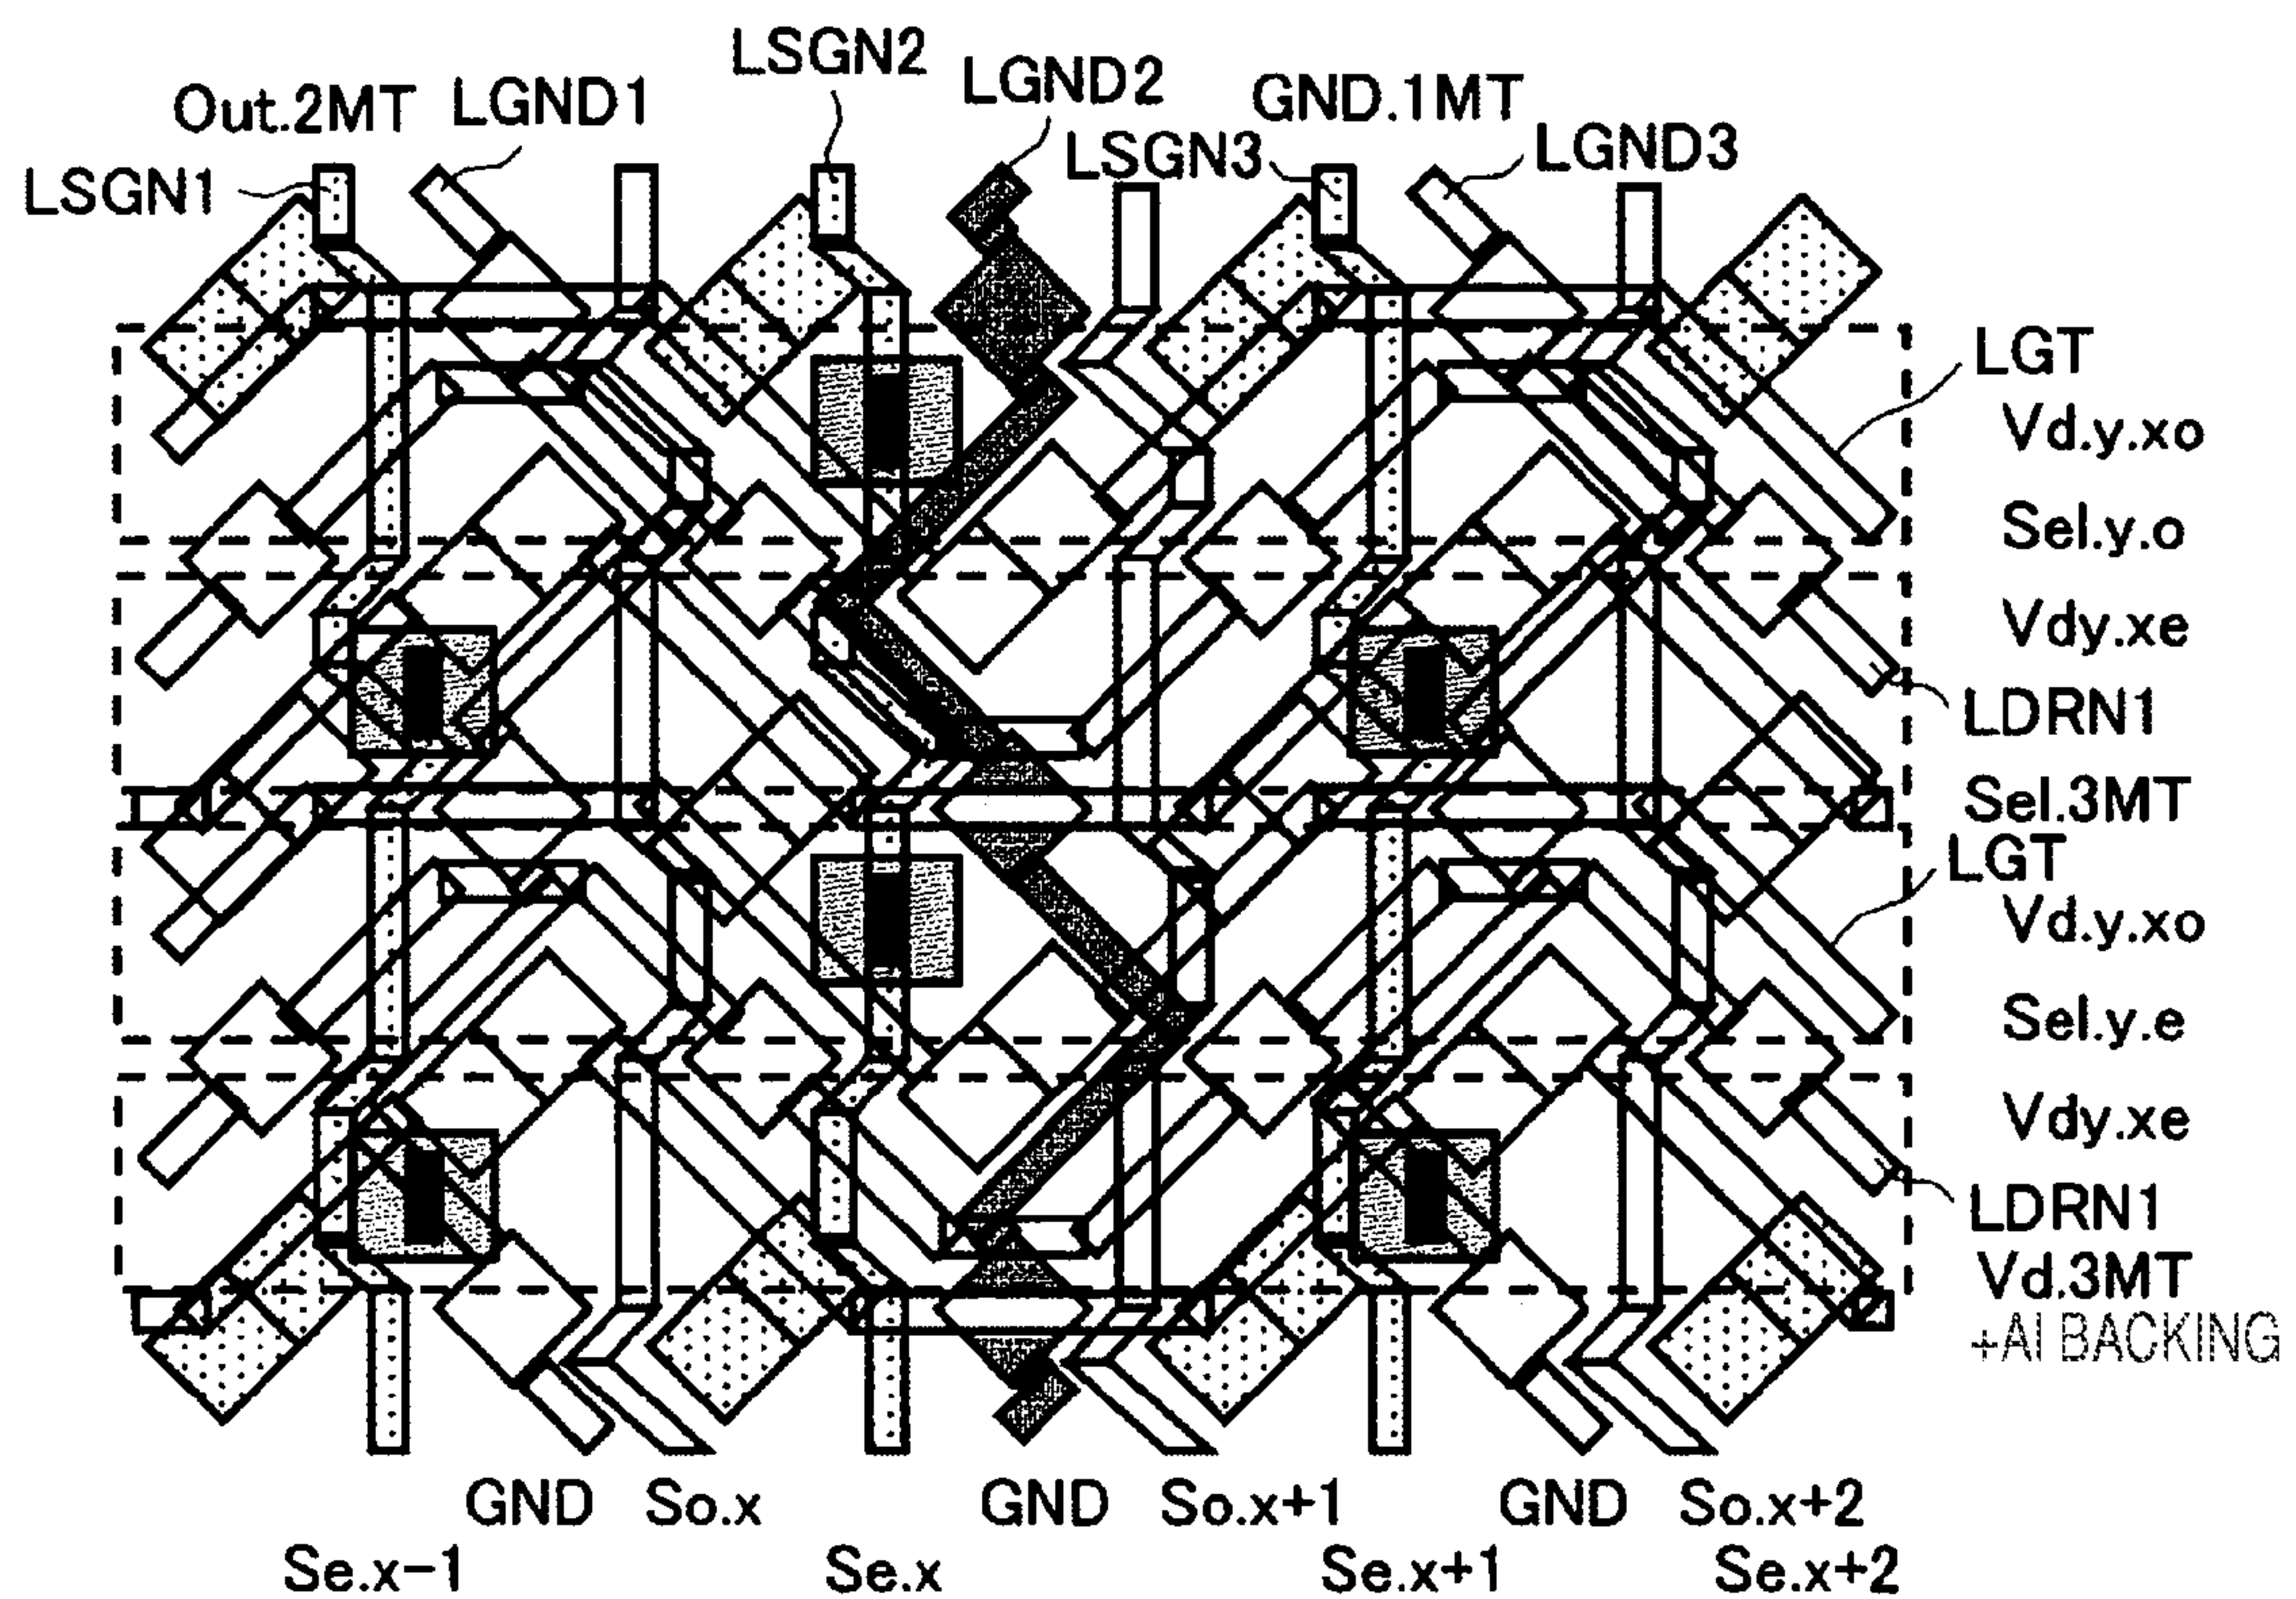 LSGN2
LGND2
Out.2MT
LGND1
GND.1MT
LSGN1
LSGN3
LGND3
LGT
Vd.y.xo
Sel.y.o
Vdy.xe
LDRN1
Sel.3MT
LGT
Vd.y.xo
Sel.y.e
Vdy.xe
LDRN1
Vd.3MT
+Al BACKING
GND So.x GND So.x+1 GND So.x+2
Se.x-1 Se.x Se.x+1 Se.x+2